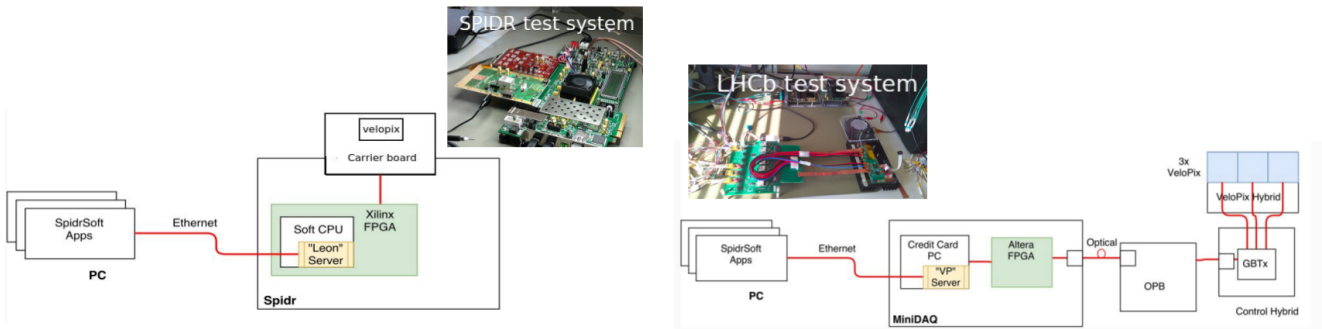 SPIDR test system
velopix
Carrier board
Xilinx
FPGA
Soft CPU
"Leon"
Server
Ethernet
SpidrSoft
Apps
PC
Spidr
LHCb test system
3x
VeloPix
VeloPix Hybrid
SpidrSoft
Apps
PC
Ethernet
Credit Card
PC
"VP"
Server
Altera
FPGA
MiniDAQ
Optical
OPB
GBTx
Control Hybrid